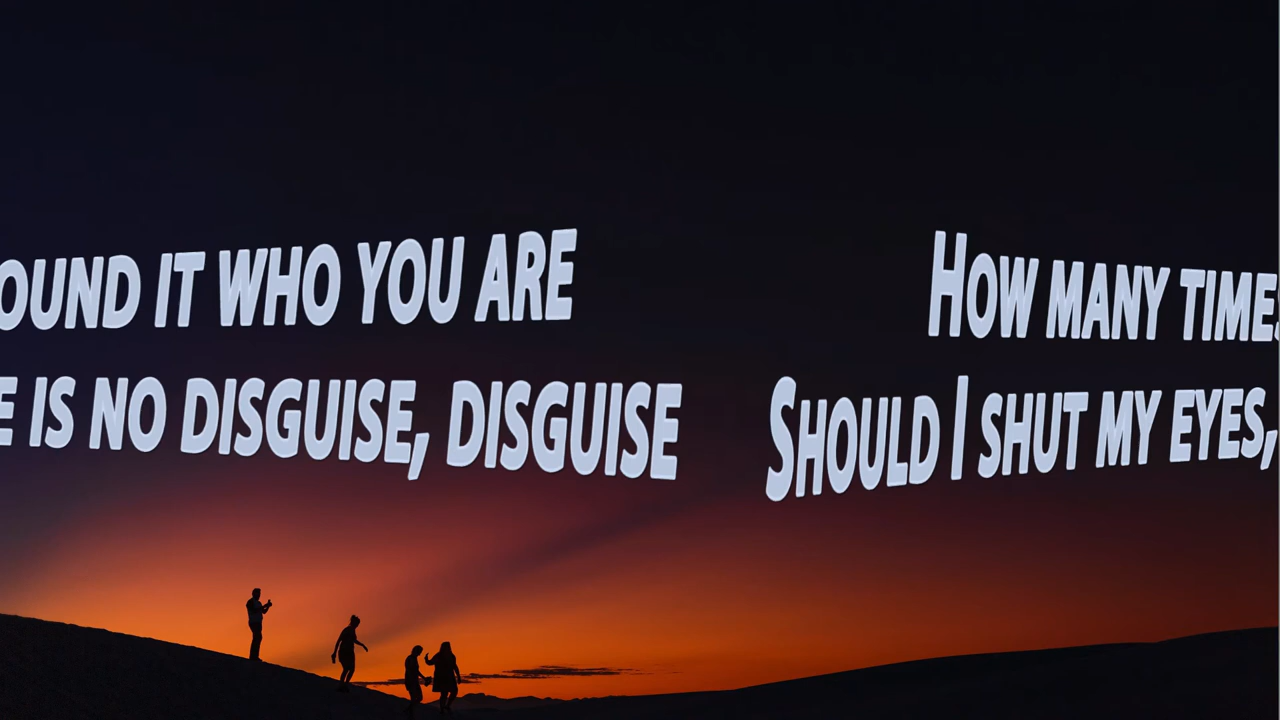 OUND IT WHO YOU ARE
E IS NO DISGUISE, DISGUISE
HOW MANY TIMES
SHOULD I SHUT MY EYES,